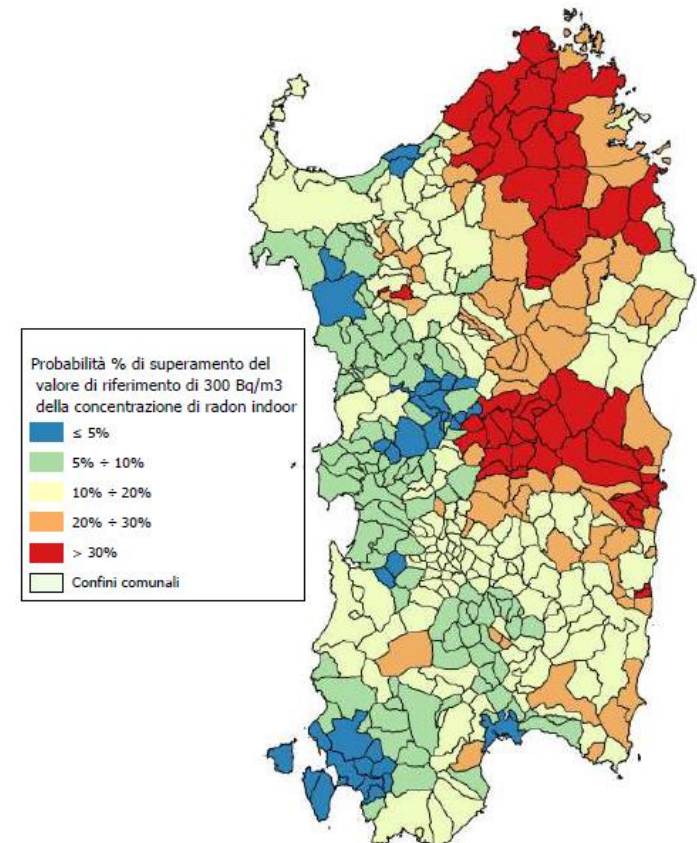 Probabilità % di superamento del
valore di riferimento di 300 Bq/m3
della concentrazione di radon indoor
≤ 5%
5% ÷ 10%
10% ÷ 20%
20% ÷ 30%
> 30%
Confini comunali